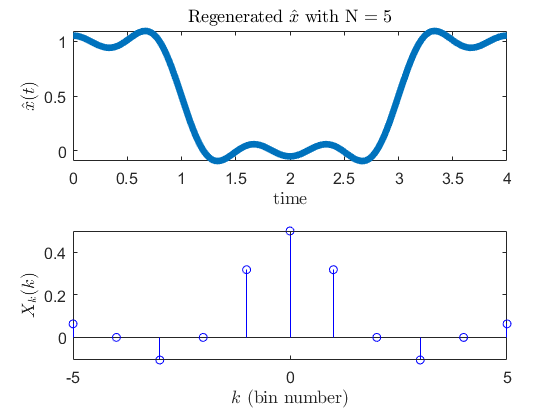 Regenerated x̂ with N = 5
x̂(t)
1
0.5
0
0 0.5 1 1.5 2 2.5 3 3.5 4
time
X_k(k)
0.4
0.2
0
-5 0 5
k (bin number)